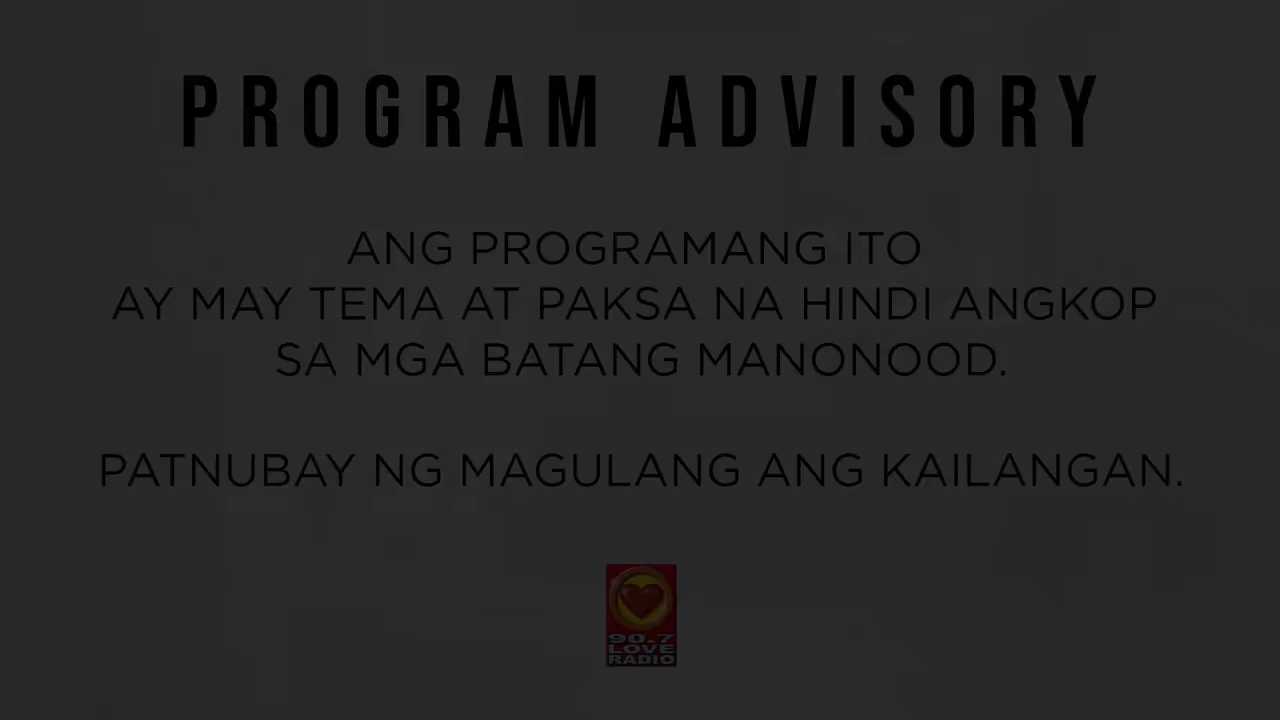 PROGRAM ADVISORY
ANG PROGRAMANG ITO
AY MAY TEMA AT PAKSA NA HINDI ANGKOP
SA MGA BATANG MANONOOD.
PATNUBAY NG MAGULANG ANG KAILANGAN.
90.7
LOVE
RADIO